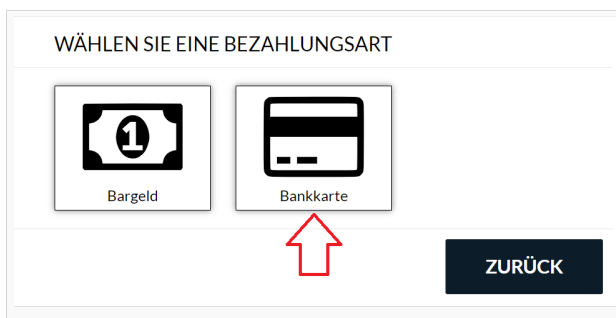 WÄHLEN SIE EINE BEZAHLUNGSART
1
Bargeld
Bankkarte
ZURÜCK